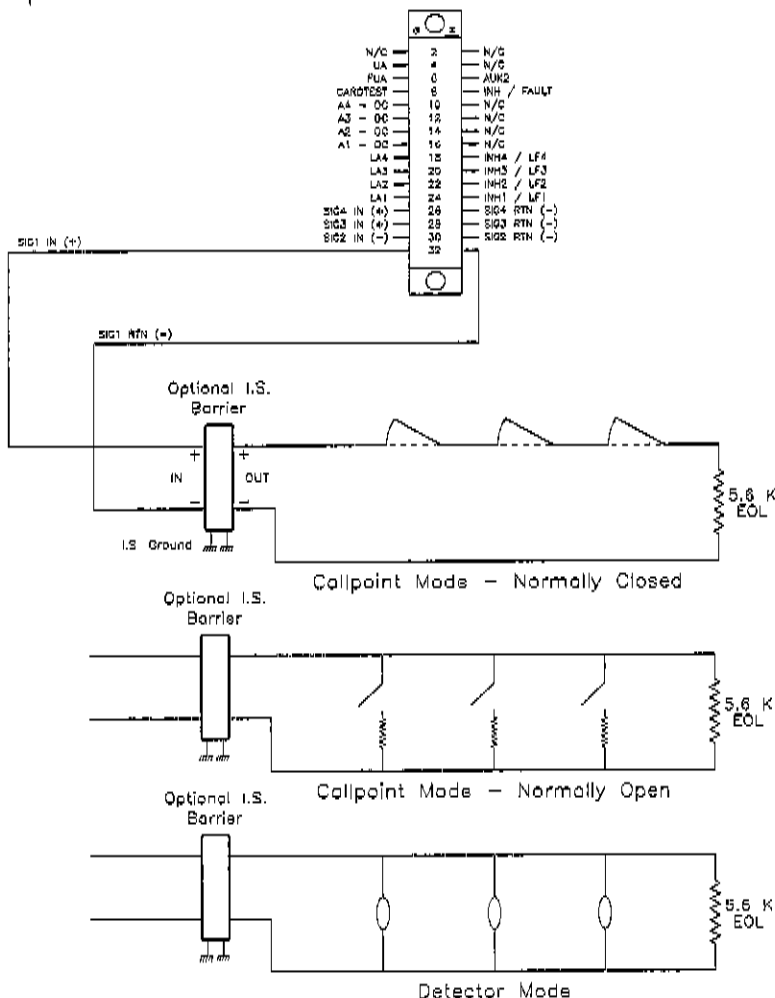 N/C 2 N/C
UA 4 N/C
PUA 6 AUX2
CARDTEST 8 INH / FAULT
A4 - OC 10 N/C
A3 - OC 12 N/C
A2 - OC 14 N/C
A1 - OC 16 N/C
LA4 18 INH4 / LF4
LA3 20 INH3 / LF3
LA2 22 INH2 / LF2
LA1 24 INH1 / LF1
SIG4 IN (+) 26 SIG4 RTN (-)
SIG3 IN (+) 28 SIG3 RTN (-)
SIG2 IN (-) 30 SIG2 RTN (-)
SIG1 IN (+) 32
SIG1 RTN (-)
Optional I.S.
Barrier
+ +
IN OUT
- -
I.S Ground
5.6 K
EOL
Callpoint Mode - Normally Closed
Optional I.S.
Barrier
5.6 K
EOL
Callpoint Mode - Normally Open
Optional I.S.
Barrier
5.6 K
EOL
Detector Mode